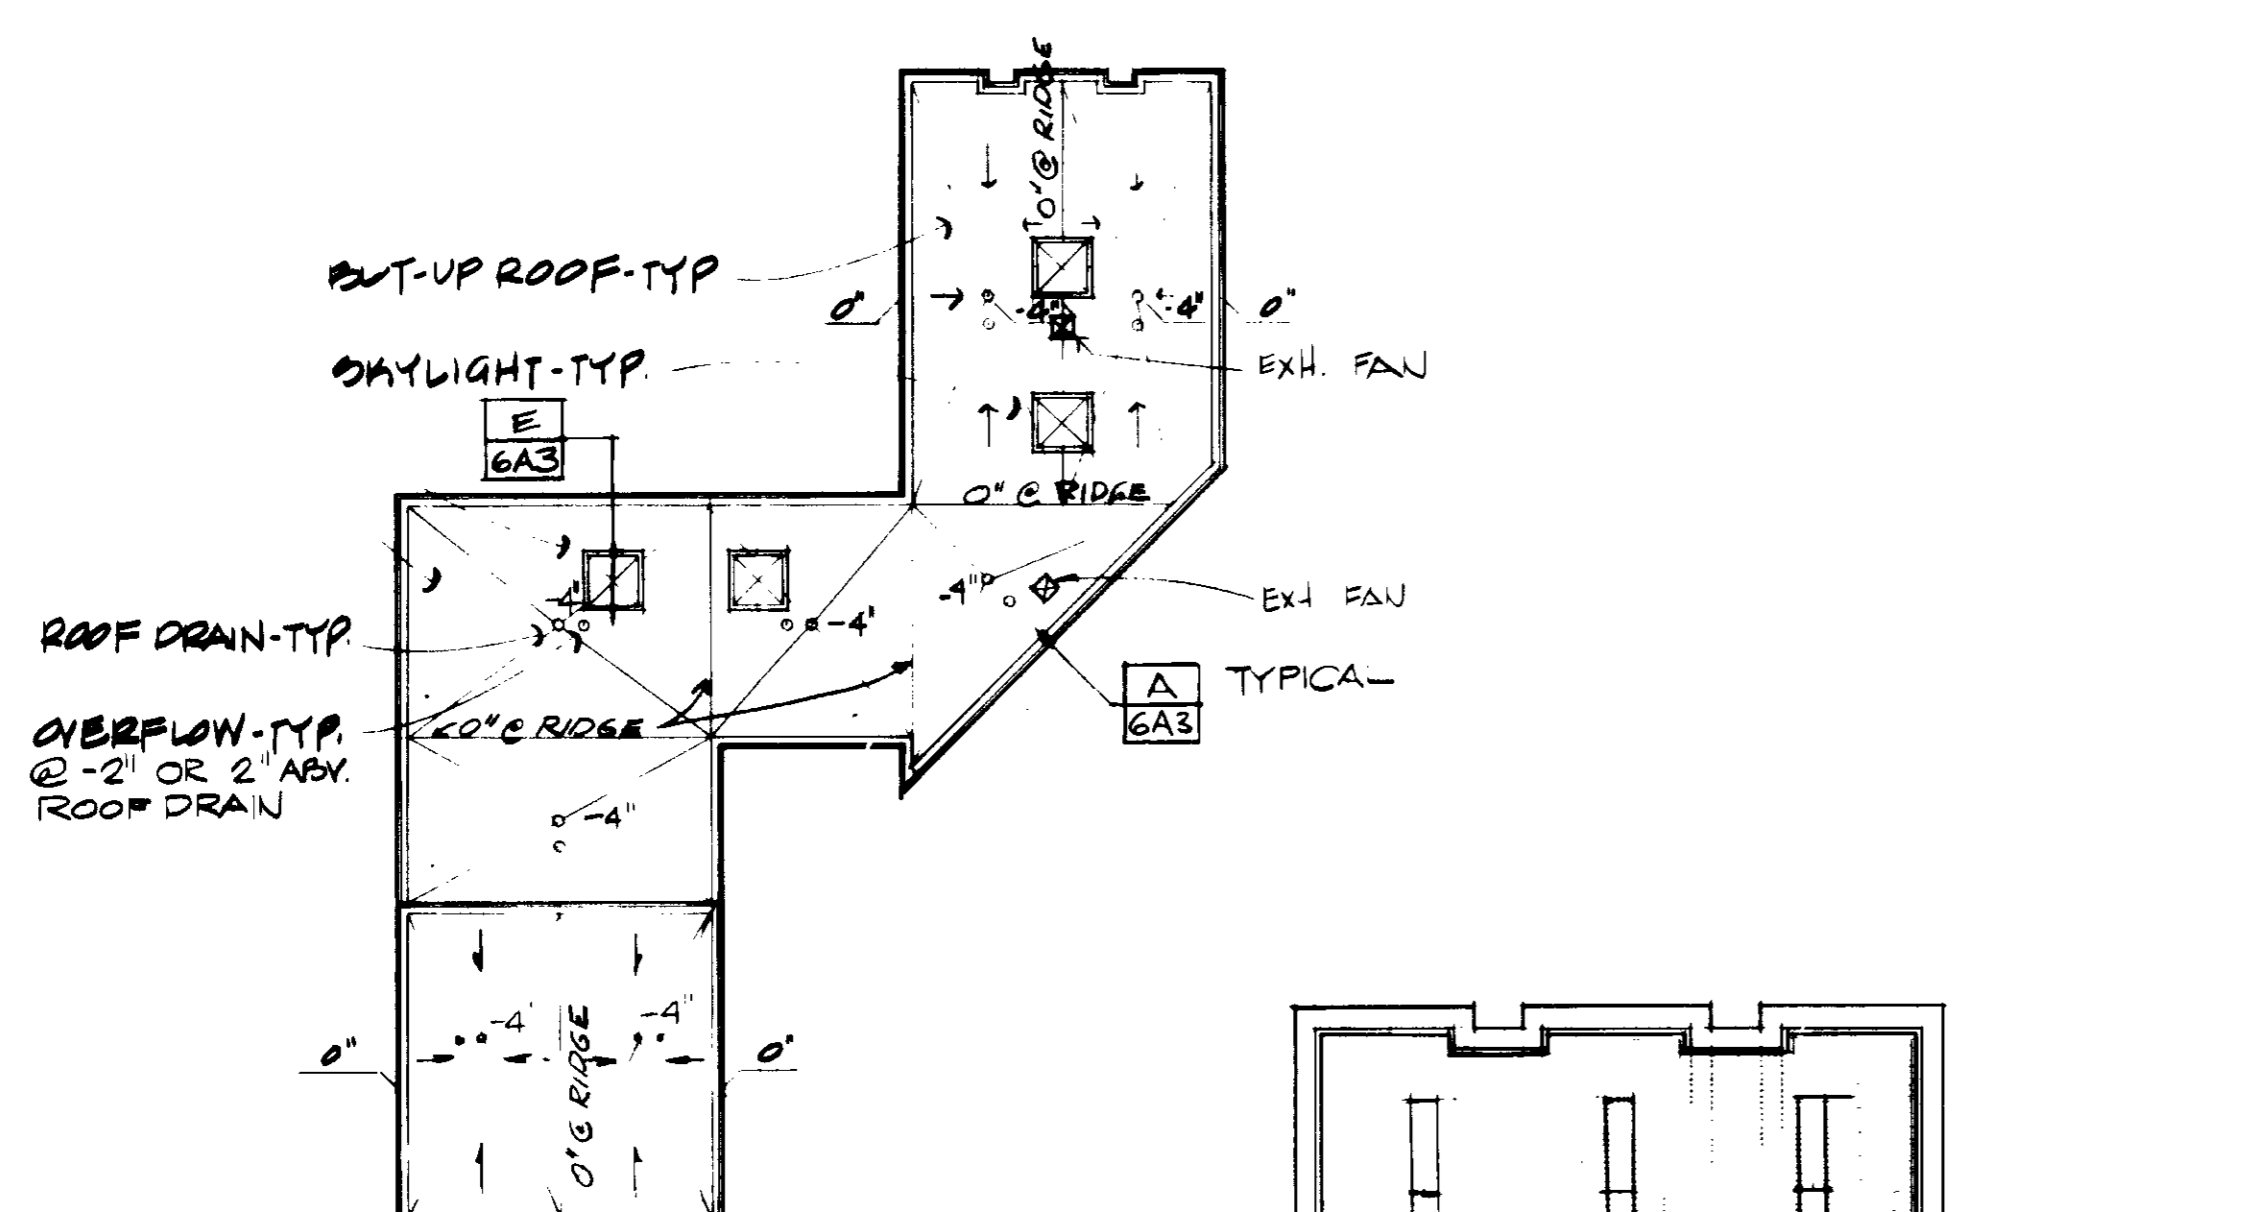 0" @ RIDGE
BUT-UP ROOF-TYP
0"
-4"
-4"
0"
EXH. FAN
SKYLIGHT-TYP.
E
6A3
0" @ RIDGE
-4"
-4"
-4"
EXH FAN
ROOF DRAIN-TYP.
A
6A3
TYPICAL
OVERFLOW-TYP.
@ -2" OR 2" ABV.
ROOF DRAIN
0" @ RIDGE
-4"
-4
-4"
0"
0"
0" @ RIDGE